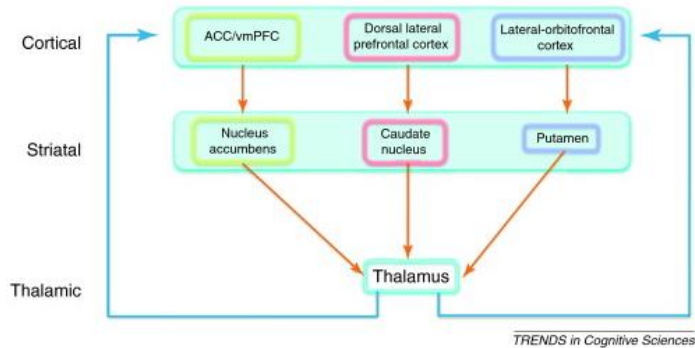 Cortical
ACC/vmPFC
Dorsal lateral
prefrontal cortex
Lateral-orbitofrontal
cortex
Striatal
Nucleus
accumbens
Caudate
nucleus
Putamen
Thalamic
Thalamus
TRENDS in Cognitive Sciences